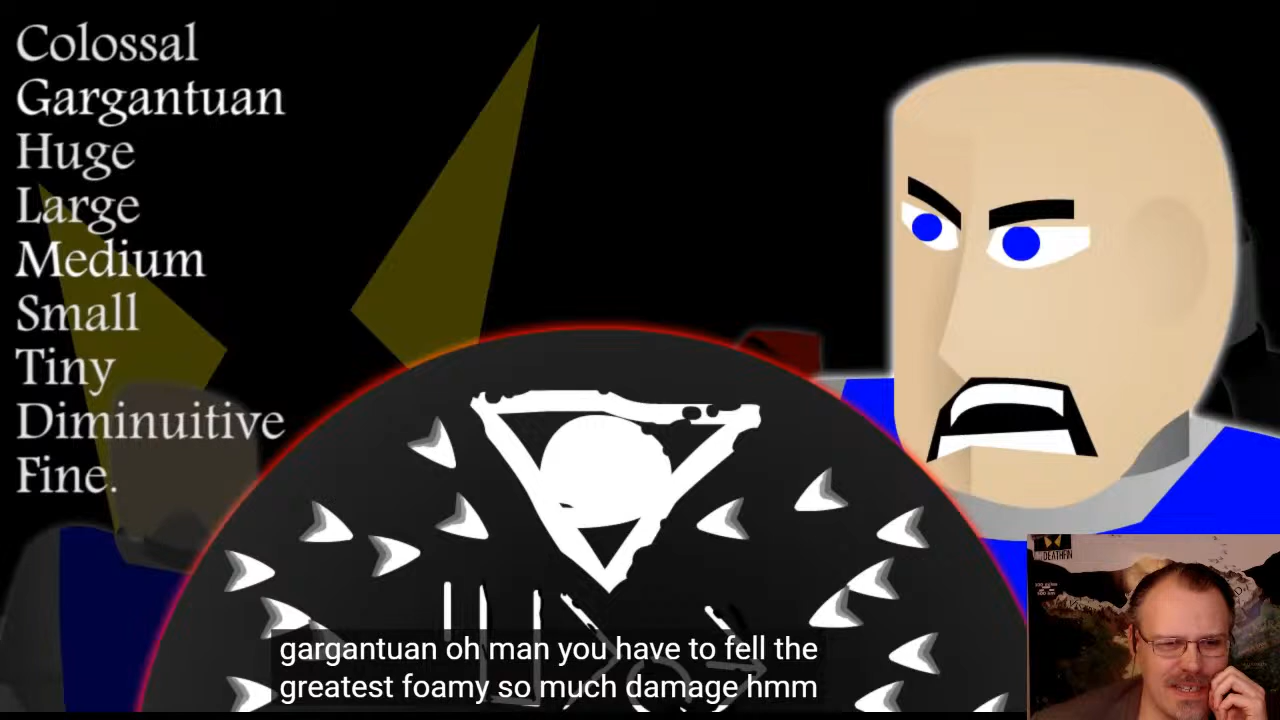 Colossal
Gargantuan
Huge
Large
Medium
Small
Tiny
Diminuitive
Fine.
gargantuan oh man you have to fell the
greatest foamy so much damage hmm